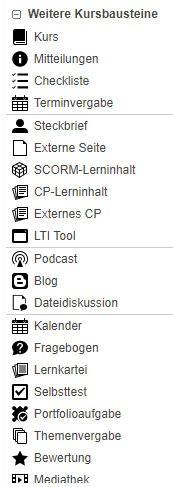 Weitere Kursbausteine
Kurs
Mitteilungen
Checkliste
Terminvergabe
Steckbrief
Externe Seite
SCORM-Lerninhalt
CP-Lerninhalt
Externes CP
LTI Tool
Podcast
Blog
Dateidiskussion
Kalender
Fragebogen
Lernkartei
Selbsttest
Portfolioaufgabe
Themenvergabe
Bewertung
Mediathek